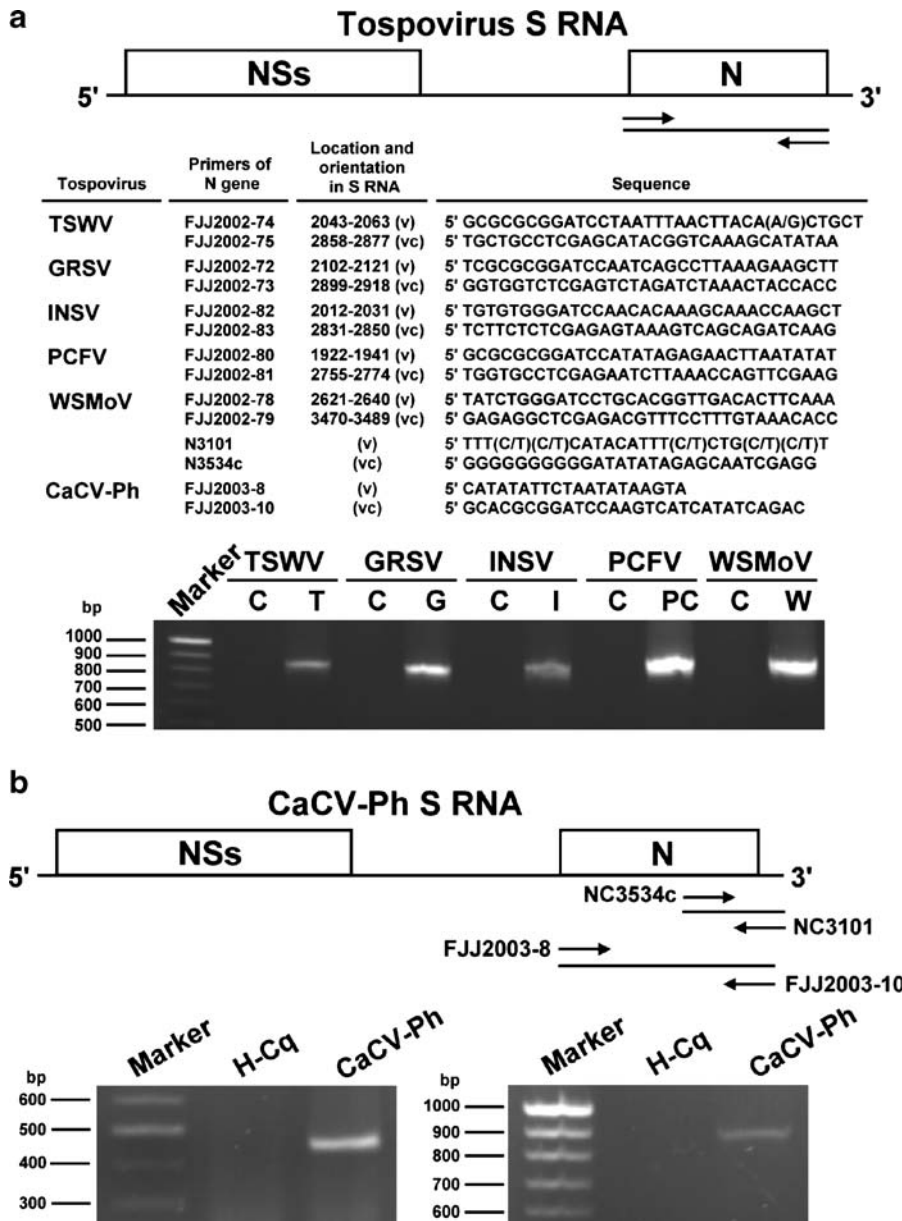 a
Tospovirus S RNA
NSs N
5' 3'
Tospovirus Primers of N gene Location and orientation in S RNA Sequence
TSWV FJJ2002-74 2043-2063 (v) 5' GCGCGCGGATCCTAATTTAACTTACA(A/G)CTGCT
FJJ2002-75 2858-2877 (vc) 5' TGCTGCCTCGAGCATACGGTCAAAGCATATAA
GRSV FJJ2002-72 2102-2121 (v) 5' TCGCGCGGATCCAATCAGCCTTAAAGAAGCTT
FJJ2002-73 2899-2918 (vc) 5' GGTGGTCTCGAGTCTAGATCTAAACTACCACC
INSV FJJ2002-82 2012-2031 (v) 5' TGTGTGGGATCCAACACAAAGCAAACCAAGCT
FJJ2002-83 2831-2850 (vc) 5' TCTTCTCTCGAGAGTAAAGTCAGCAGATCAAG
PCFV FJJ2002-80 1922-1941 (v) 5' GCGCGCGGATCCATATAGAGAACTTAATATAT
FJJ2002-81 2755-2774 (vc) 5' TGGTGCCTCGAGAATCTTAAACCAGTTCGAAG
WSMoV FJJ2002-78 2621-2640 (v) 5' TATCTGGGATCCTGCACGGTTGACACTTCAAA
FJJ2002-79 3470-3489 (vc) 5' GAGAGGCTCGAGACGTTTCCTTTGTAAACACC
N3101 (v) 5' TTT(C/T)(C/T)CATACATTT(C/T)CTG(C/T)(C/T)T
N3534c (vc) 5' GGGGGGGGGGATATATAGAGCAATCGAGG
CaCV-Ph FJJ2003-8 (v) 5' CATATATTCTAATATAAGTA
FJJ2003-10 (vc) 5' GCACGCGGATCCAAGTCATCATATCAGAC
Marker TSWV GRSV INSV PCFV WSMoV
C T C G C I C PC C W
bp
1000
900
800
700
600
500
b
CaCV-Ph S RNA
NSs N
5' 3'
NC3534c
NC3101
FJJ2003-8
FJJ2003-10
Marker H-Cq CaCV-Ph
bp
600
500
400
300
Marker H-Cq CaCV-Ph
bp
1000
900
800
700
600